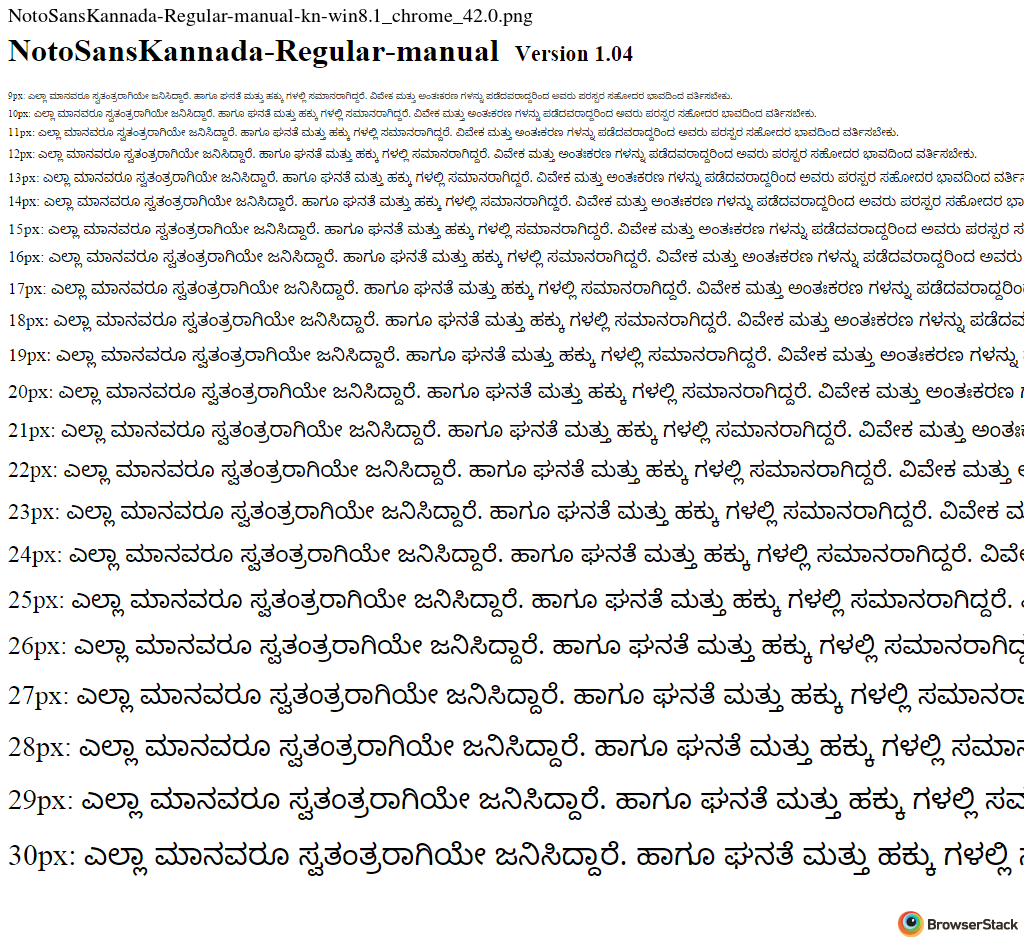 NotoSansKannada-Regular-manual-kn-win8.1_chrome_42.0.png
NotoSansKannada-Regular-manual Version 1.04
9px: ಎಲ್ಲಾ ಮಾನವರೂ ಸ್ವತಂತ್ರರಾಗಿಯೇ ಜನಿಸಿದ್ದಾರೆ. ಹಾಗೂ ಘನತೆ ಮತ್ತು ಹಕ್ಕು ಗಳಲ್ಲಿ ಸಮಾನರಾಗಿದ್ದರೆ. ವಿವೇಕ ಮತ್ತು ಅಂತಃಕರಣ ಗಳನ್ನು ಪಡೆದವರಾದ್ದರಿಂದ ಅವರು ಪರಸ್ಪರ ಸಹೋದರ ಭಾವದಿಂದ ವರ್ತಿಸಬೇಕು.
10px: ಎಲ್ಲಾ ಮಾನವರೂ ಸ್ವತಂತ್ರರಾಗಿಯೇ ಜನಿಸಿದ್ದಾರೆ. ಹಾಗೂ ಘನತೆ ಮತ್ತು ಹಕ್ಕು ಗಳಲ್ಲಿ ಸಮಾನರಾಗಿದ್ದರೆ. ವಿವೇಕ ಮತ್ತು ಅಂತಃಕರಣ ಗಳನ್ನು ಪಡೆದವರಾದ್ದರಿಂದ ಅವರು ಪರಸ್ಪರ ಸಹೋದರ ಭಾವದಿಂದ ವರ್ತಿಸಬೇಕು.
11px: ಎಲ್ಲಾ ಮಾನವರೂ ಸ್ವತಂತ್ರರಾಗಿಯೇ ಜನಿಸಿದ್ದಾರೆ. ಹಾಗೂ ಘನತೆ ಮತ್ತು ಹಕ್ಕು ಗಳಲ್ಲಿ ಸಮಾನರಾಗಿದ್ದರೆ. ವಿವೇಕ ಮತ್ತು ಅಂತಃಕರಣ ಗಳನ್ನು ಪಡೆದವರಾದ್ದರಿಂದ ಅವರು ಪರಸ್ಪರ ಸಹೋದರ ಭಾವದಿಂದ ವರ್ತಿಸಬೇಕು.
12px: ಎಲ್ಲಾ ಮಾನವರೂ ಸ್ವತಂತ್ರರಾಗಿಯೇ ಜನಿಸಿದ್ದಾರೆ. ಹಾಗೂ ಘನತೆ ಮತ್ತು ಹಕ್ಕು ಗಳಲ್ಲಿ ಸಮಾನರಾಗಿದ್ದರೆ. ವಿವೇಕ ಮತ್ತು ಅಂತಃಕರಣ ಗಳನ್ನು ಪಡೆದವರಾದ್ದರಿಂದ ಅವರು ಪರಸ್ಪರ ಸಹೋದರ ಭಾವದಿಂದ ವರ್ತಿಸಬೇಕು.
13px: ಎಲ್ಲಾ ಮಾನವರೂ ಸ್ವತಂತ್ರರಾಗಿಯೇ ಜನಿಸಿದ್ದಾರೆ. ಹಾಗೂ ಘನತೆ ಮತ್ತು ಹಕ್ಕು ಗಳಲ್ಲಿ ಸಮಾನರಾಗಿದ್ದರೆ. ವಿವೇಕ ಮತ್ತು ಅಂತಃಕರಣ ಗಳನ್ನು ಪಡೆದವರಾದ್ದರಿಂದ ಅವರು ಪರಸ್ಪರ ಸಹೋದರ ಭಾವದಿಂದ ವರ್ತಿ
14px: ಎಲ್ಲಾ ಮಾನವರೂ ಸ್ವತಂತ್ರರಾಗಿಯೇ ಜನಿಸಿದ್ದಾರೆ. ಹಾಗೂ ಘನತೆ ಮತ್ತು ಹಕ್ಕು ಗಳಲ್ಲಿ ಸಮಾನರಾಗಿದ್ದರೆ. ವಿವೇಕ ಮತ್ತು ಅಂತಃಕರಣ ಗಳನ್ನು ಪಡೆದವರಾದ್ದರಿಂದ ಅವರು ಪರಸ್ಪರ ಸಹೋದರ ಭಾ
15px: ಎಲ್ಲಾ ಮಾನವರೂ ಸ್ವತಂತ್ರರಾಗಿಯೇ ಜನಿಸಿದ್ದಾರೆ. ಹಾಗೂ ಘನತೆ ಮತ್ತು ಹಕ್ಕು ಗಳಲ್ಲಿ ಸಮಾನರಾಗಿದ್ದರೆ. ವಿವೇಕ ಮತ್ತು ಅಂತಃಕರಣ ಗಳನ್ನು ಪಡೆದವರಾದ್ದರಿಂದ ಅವರು ಪರಸ್ಪರ ಸ
16px: ಎಲ್ಲಾ ಮಾನವರೂ ಸ್ವತಂತ್ರರಾಗಿಯೇ ಜನಿಸಿದ್ದಾರೆ. ಹಾಗೂ ಘನತೆ ಮತ್ತು ಹಕ್ಕು ಗಳಲ್ಲಿ ಸಮಾನರಾಗಿದ್ದರೆ. ವಿವೇಕ ಮತ್ತು ಅಂತಃಕರಣ ಗಳನ್ನು ಪಡೆದವರಾದ್ದರಿಂದ ಅವರು
17px: ಎಲ್ಲಾ ಮಾನವರೂ ಸ್ವತಂತ್ರರಾಗಿಯೇ ಜನಿಸಿದ್ದಾರೆ. ಹಾಗೂ ಘನತೆ ಮತ್ತು ಹಕ್ಕು ಗಳಲ್ಲಿ ಸಮಾನರಾಗಿದ್ದರೆ. ವಿವೇಕ ಮತ್ತು ಅಂತಃಕರಣ ಗಳನ್ನು ಪಡೆದವರಾದ್ದರಿಂ
18px: ಎಲ್ಲಾ ಮಾನವರೂ ಸ್ವತಂತ್ರರಾಗಿಯೇ ಜನಿಸಿದ್ದಾರೆ. ಹಾಗೂ ಘನತೆ ಮತ್ತು ಹಕ್ಕು ಗಳಲ್ಲಿ ಸಮಾನರಾಗಿದ್ದರೆ. ವಿವೇಕ ಮತ್ತು ಅಂತಃಕರಣ ಗಳನ್ನು ಪಡೆದವ
19px: ಎಲ್ಲಾ ಮಾನವರೂ ಸ್ವತಂತ್ರರಾಗಿಯೇ ಜನಿಸಿದ್ದಾರೆ. ಹಾಗೂ ಘನತೆ ಮತ್ತು ಹಕ್ಕು ಗಳಲ್ಲಿ ಸಮಾನರಾಗಿದ್ದರೆ. ವಿವೇಕ ಮತ್ತು ಅಂತಃಕರಣ ಗಳನ್ನು
20px: ಎಲ್ಲಾ ಮಾನವರೂ ಸ್ವತಂತ್ರರಾಗಿಯೇ ಜನಿಸಿದ್ದಾರೆ. ಹಾಗೂ ಘನತೆ ಮತ್ತು ಹಕ್ಕು ಗಳಲ್ಲಿ ಸಮಾನರಾಗಿದ್ದರೆ. ವಿವೇಕ ಮತ್ತು ಅಂತಃಕರಣ
21px: ಎಲ್ಲಾ ಮಾನವರೂ ಸ್ವತಂತ್ರರಾಗಿಯೇ ಜನಿಸಿದ್ದಾರೆ. ಹಾಗೂ ಘನತೆ ಮತ್ತು ಹಕ್ಕು ಗಳಲ್ಲಿ ಸಮಾನರಾಗಿದ್ದರೆ. ವಿವೇಕ ಮತ್ತು ಅಂತಃ
22px: ಎಲ್ಲಾ ಮಾನವರೂ ಸ್ವತಂತ್ರರಾಗಿಯೇ ಜನಿಸಿದ್ದಾರೆ. ಹಾಗೂ ಘನತೆ ಮತ್ತು ಹಕ್ಕು ಗಳಲ್ಲಿ ಸಮಾನರಾಗಿದ್ದರೆ. ವಿವೇಕ ಮತ್ತು
23px: ಎಲ್ಲಾ ಮಾನವರೂ ಸ್ವತಂತ್ರರಾಗಿಯೇ ಜನಿಸಿದ್ದಾರೆ. ಹಾಗೂ ಘನತೆ ಮತ್ತು ಹಕ್ಕು ಗಳಲ್ಲಿ ಸಮಾನರಾಗಿದ್ದರೆ. ವಿವೇಕ ಮ
24px: ಎಲ್ಲಾ ಮಾನವರೂ ಸ್ವತಂತ್ರರಾಗಿಯೇ ಜನಿಸಿದ್ದಾರೆ. ಹಾಗೂ ಘನತೆ ಮತ್ತು ಹಕ್ಕು ಗಳಲ್ಲಿ ಸಮಾನರಾಗಿದ್ದರೆ. ವಿವೇ
25px: ಎಲ್ಲಾ ಮಾನವರೂ ಸ್ವತಂತ್ರರಾಗಿಯೇ ಜನಿಸಿದ್ದಾರೆ. ಹಾಗೂ ಘನತೆ ಮತ್ತು ಹಕ್ಕು ಗಳಲ್ಲಿ ಸಮಾನರಾಗಿದ್ದರೆ.
26px: ಎಲ್ಲಾ ಮಾನವರೂ ಸ್ವತಂತ್ರರಾಗಿಯೇ ಜನಿಸಿದ್ದಾರೆ. ಹಾಗೂ ಘನತೆ ಮತ್ತು ಹಕ್ಕು ಗಳಲ್ಲಿ ಸಮಾನರಾಗಿದ್ದ
27px: ಎಲ್ಲಾ ಮಾನವರೂ ಸ್ವತಂತ್ರರಾಗಿಯೇ ಜನಿಸಿದ್ದಾರೆ. ಹಾಗೂ ಘನತೆ ಮತ್ತು ಹಕ್ಕು ಗಳಲ್ಲಿ ಸಮಾನರಾ
28px: ಎಲ್ಲಾ ಮಾನವರೂ ಸ್ವತಂತ್ರರಾಗಿಯೇ ಜನಿಸಿದ್ದಾರೆ. ಹಾಗೂ ಘನತೆ ಮತ್ತು ಹಕ್ಕು ಗಳಲ್ಲಿ ಸಮಾನ
29px: ಎಲ್ಲಾ ಮಾನವರೂ ಸ್ವತಂತ್ರರಾಗಿಯೇ ಜನಿಸಿದ್ದಾರೆ. ಹಾಗೂ ಘನತೆ ಮತ್ತು ಹಕ್ಕು ಗಳಲ್ಲಿ ಸಮ
30px: ಎಲ್ಲಾ ಮಾನವರೂ ಸ್ವತಂತ್ರರಾಗಿಯೇ ಜನಿಸಿದ್ದಾರೆ. ಹಾಗೂ ಘನತೆ ಮತ್ತು ಹಕ್ಕು ಗಳಲ್ಲಿ
BrowserStack